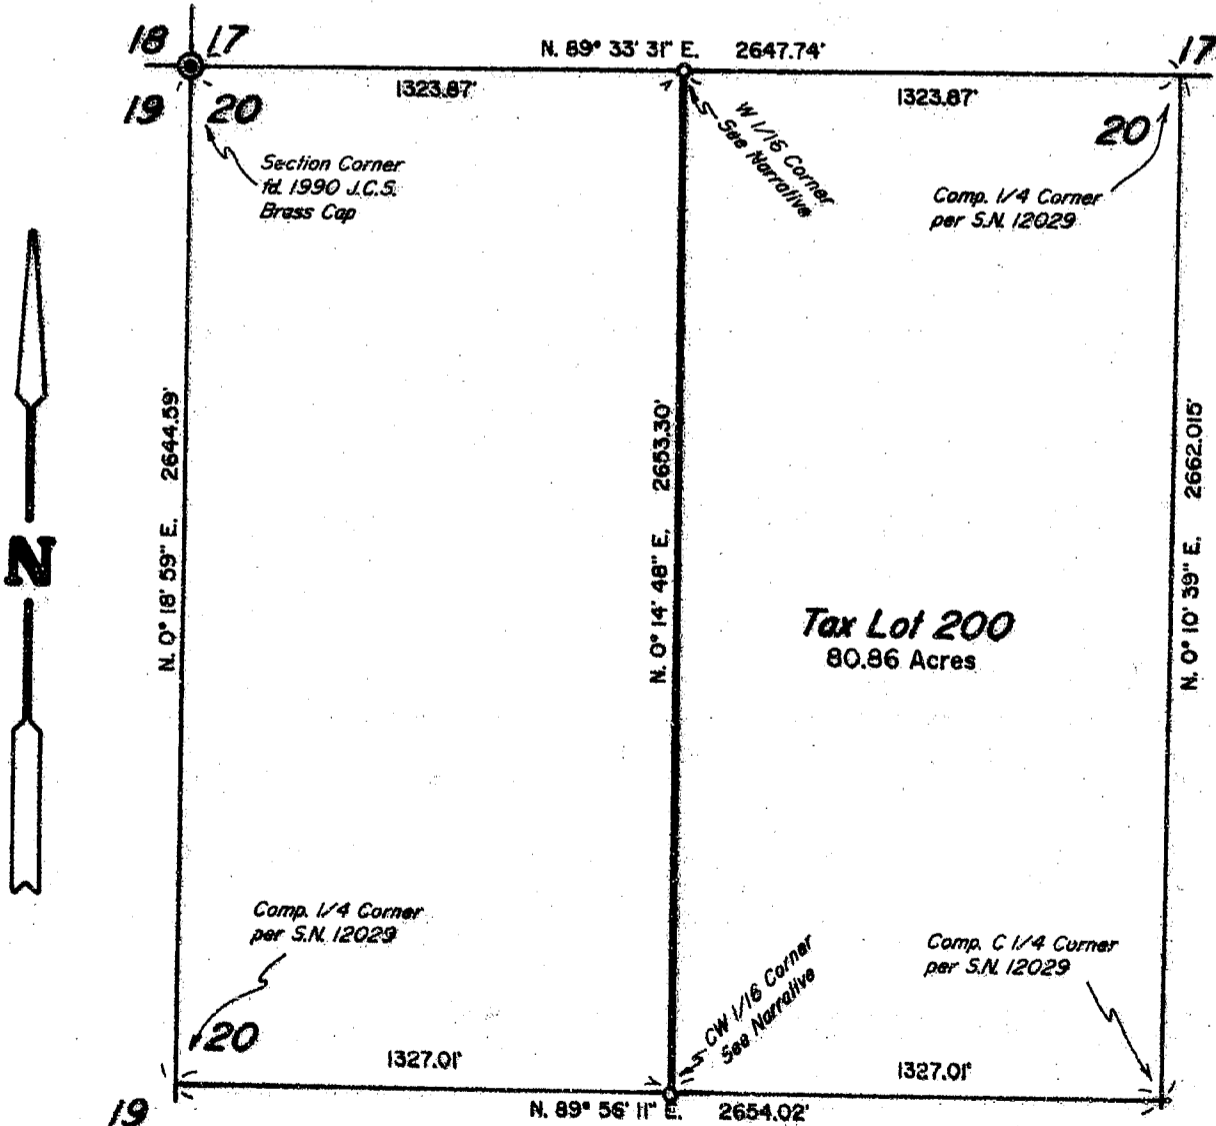 18 17
N. 89° 33' 31" E. 2647.74'
17
1323.87'
1323.87'
19 20
20
W 1/16 Corner
See Narrative
Section Corner
fd. 1990 J.C.S.
Brass Cap
Comp. 1/4 Corner
per S.N. 12029
N. 0° 18' 59" E. 2644.59'
N. 0° 14' 48" E. 2653.30'
N. 0° 10' 39" E. 2662.015'
N
Tax Lot 200
80.86 Acres
Comp. 1/4 Corner
per S.N. 12029
Comp. C 1/4 Corner
per S.N. 12029
CW 1/16 Corner
See Narrative
20
1327.01'
1327.01'
19
N. 89° 56' 11" E. 2654.02'